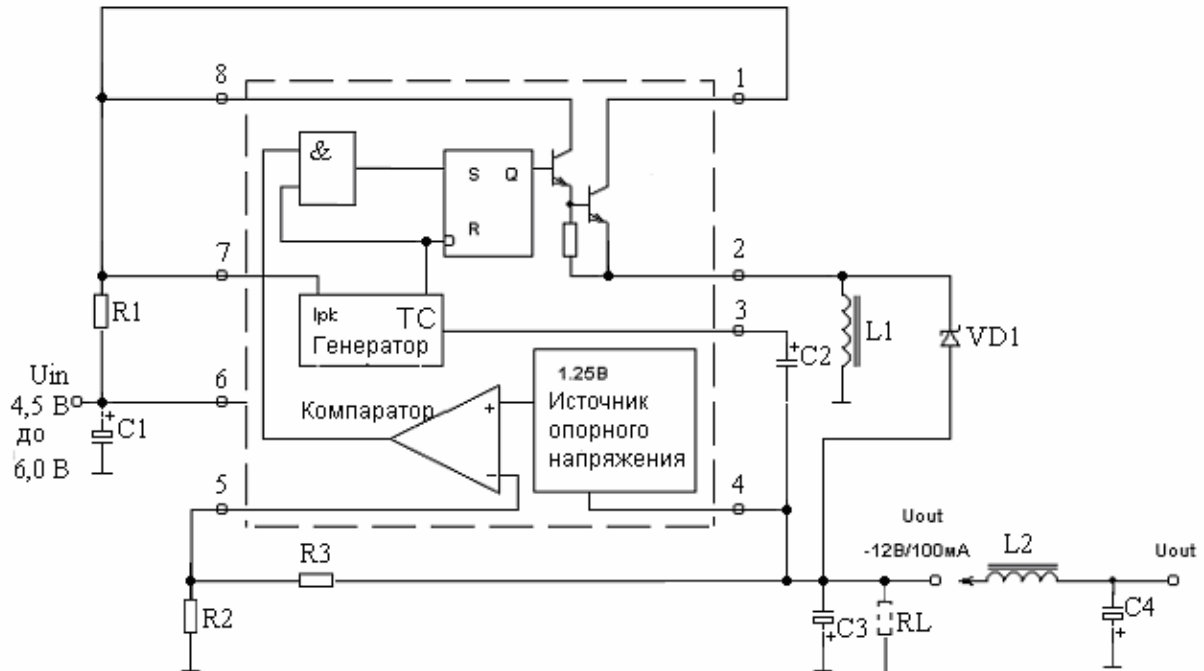 8
1
&
S Q
R
7
2
R1
Ipk TC
Генератор
3
L1
VD1
+
C2
Uin
4,5 В
до
6,0 В
6
+
C1
Компаратор
+
−
1.25В
Источник
опорного
напряжения
5
4
Uout
-12В/100мА
L2
Uout
R3
R2
C3
+
RL
C4
+